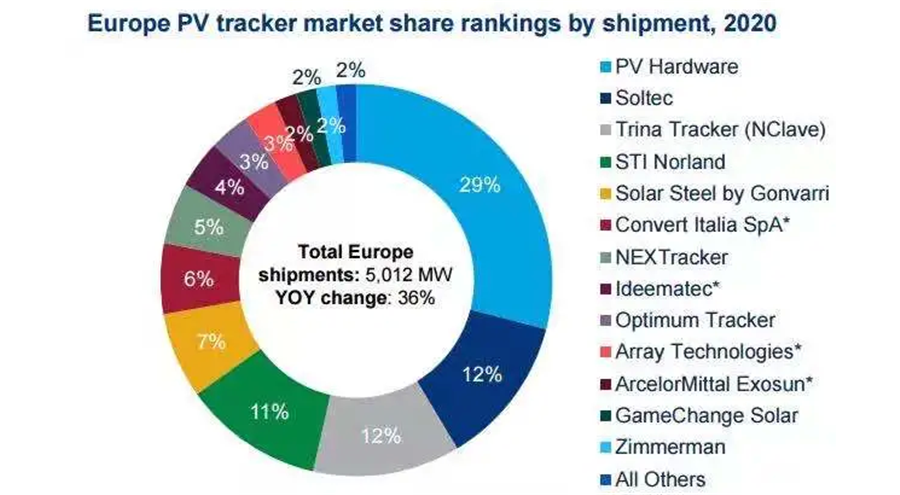 Europe PV tracker market share rankings by shipment, 2020
2%
2%
29%
12%
12%
11%
7%
6%
5%
4%
3%
3%
2%
2%
Total Europe
shipments: 5,012 MW
YOY change: 36%
PV Hardware
Soltec
Trina Tracker (NClave)
STI Norland
Solar Steel by Gonvarri
Convert Italia SpA*
NEXTracker
Ideematec*
Optimum Tracker
Array Technologies*
ArcelorMittal Exosun*
GameChange Solar
Zimmerman
All Others